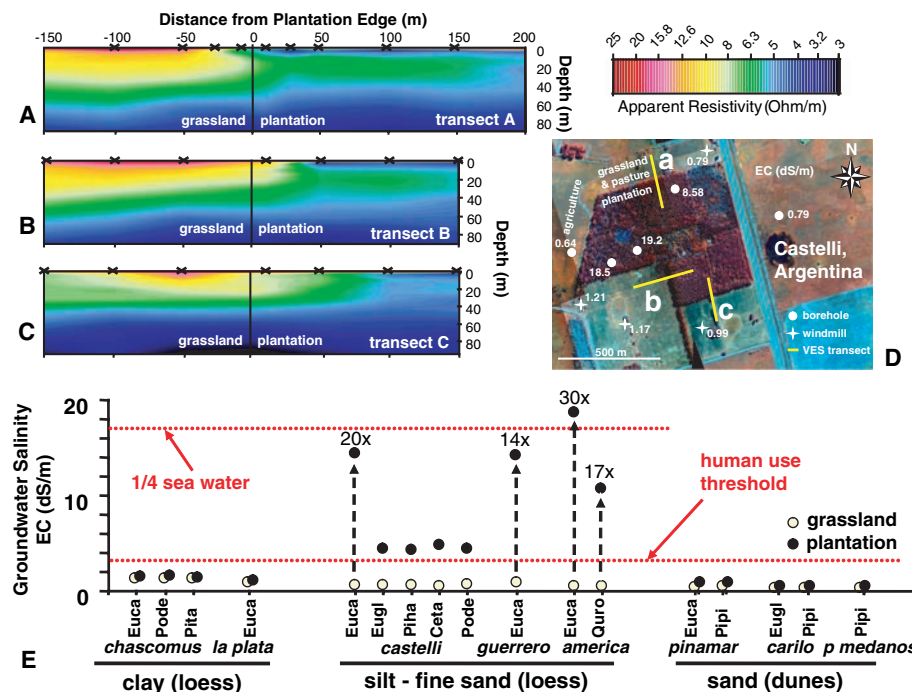 Distance from Plantation Edge (m)
-150 -100 -50 0 50 100 150 200
0
20
40
60
80
Depth (m)
A
grassland
plantation
transect A
0
20
40
60
80
B
grassland
plantation
transect B
Depth (m)
0
20
40
60
80
C
grassland
plantation
transect C
-150 -100 -50 0 50 100 150
25 20 15.8 12.6 10 8 6.3 5 4 3.2 3
Apparent Resistivity (Ohm/m)
N
0.79
EC (dS/m)
grassland & pasture
plantation
a
8.58
agriculture
0.79
0.64
19.2
18.5
Castelli,
Argentina
1.21
b
c
1.17
0.99
borehole
windmill
VES transect
500 m
D
Groundwater Salinity
EC (dS/m)
20
10
0
1/4 sea water
20x
14x
30x
17x
human use
threshold
grassland
plantation
Euca Pode Pita Euca Euca Eugl Piha Ceta Pode Euca Euca Quro Euca Pipi Eugl Pipi Pipi
chascomus la plata castelli guerrero america pinamar carilo p medanos
E
clay (loess) silt - fine sand (loess) sand (dunes)